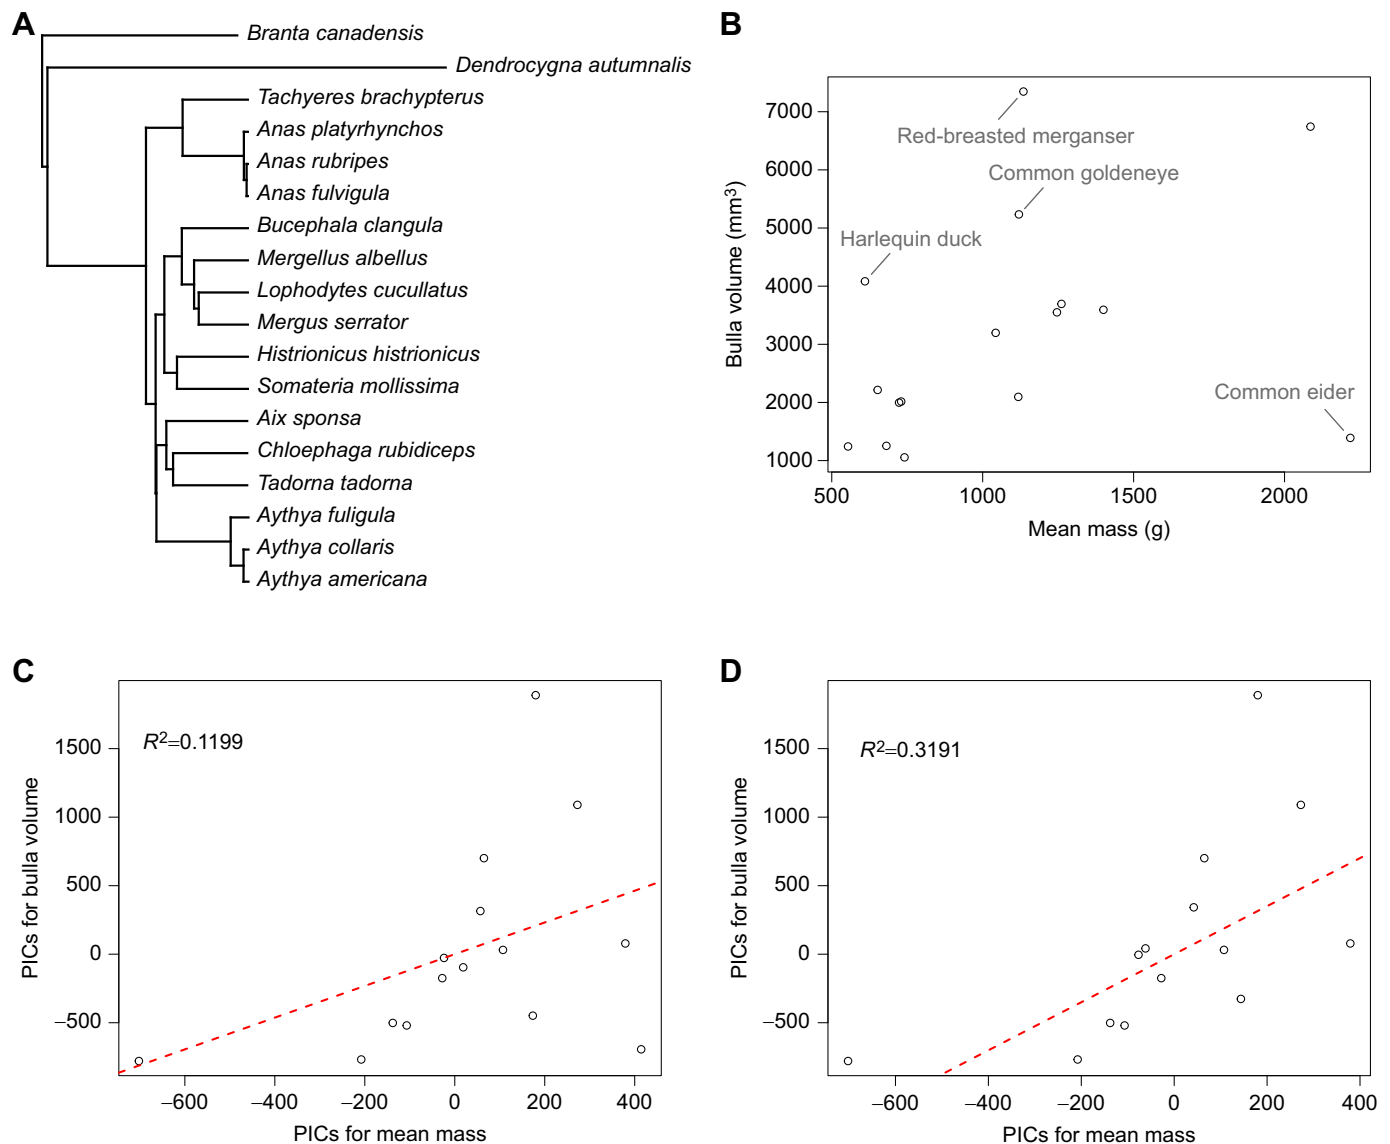 A
Branta canadensis
Dendrocygna autumnalis
Tachyeres brachypterus
Anas platyrhynchos
Anas rubripes
Anas fulvigula
Bucephala clangula
Mergellus albellus
Lophodytes cucullatus
Mergus serrator
Histrionicus histrionicus
Somateria mollissima
Aix sponsa
Chloephaga rubidiceps
Tadorna tadorna
Aythya fuligula
Aythya collaris
Aythya americana
B
Bulla volume (mm3)
7000
6000
5000
4000
3000
2000
1000
Red-breasted merganser
Common goldeneye
Harlequin duck
Common eider
500 1000 1500 2000
Mean mass (g)
C
PICs for bulla volume
1500
1000
500
0
–500
R2=0.1199
–600 –400 –200 0 200 400
PICs for mean mass
D
PICs for bulla volume
1500
1000
500
0
–500
R2=0.3191
–600 –400 –200 0 200 400
PICs for mean mass